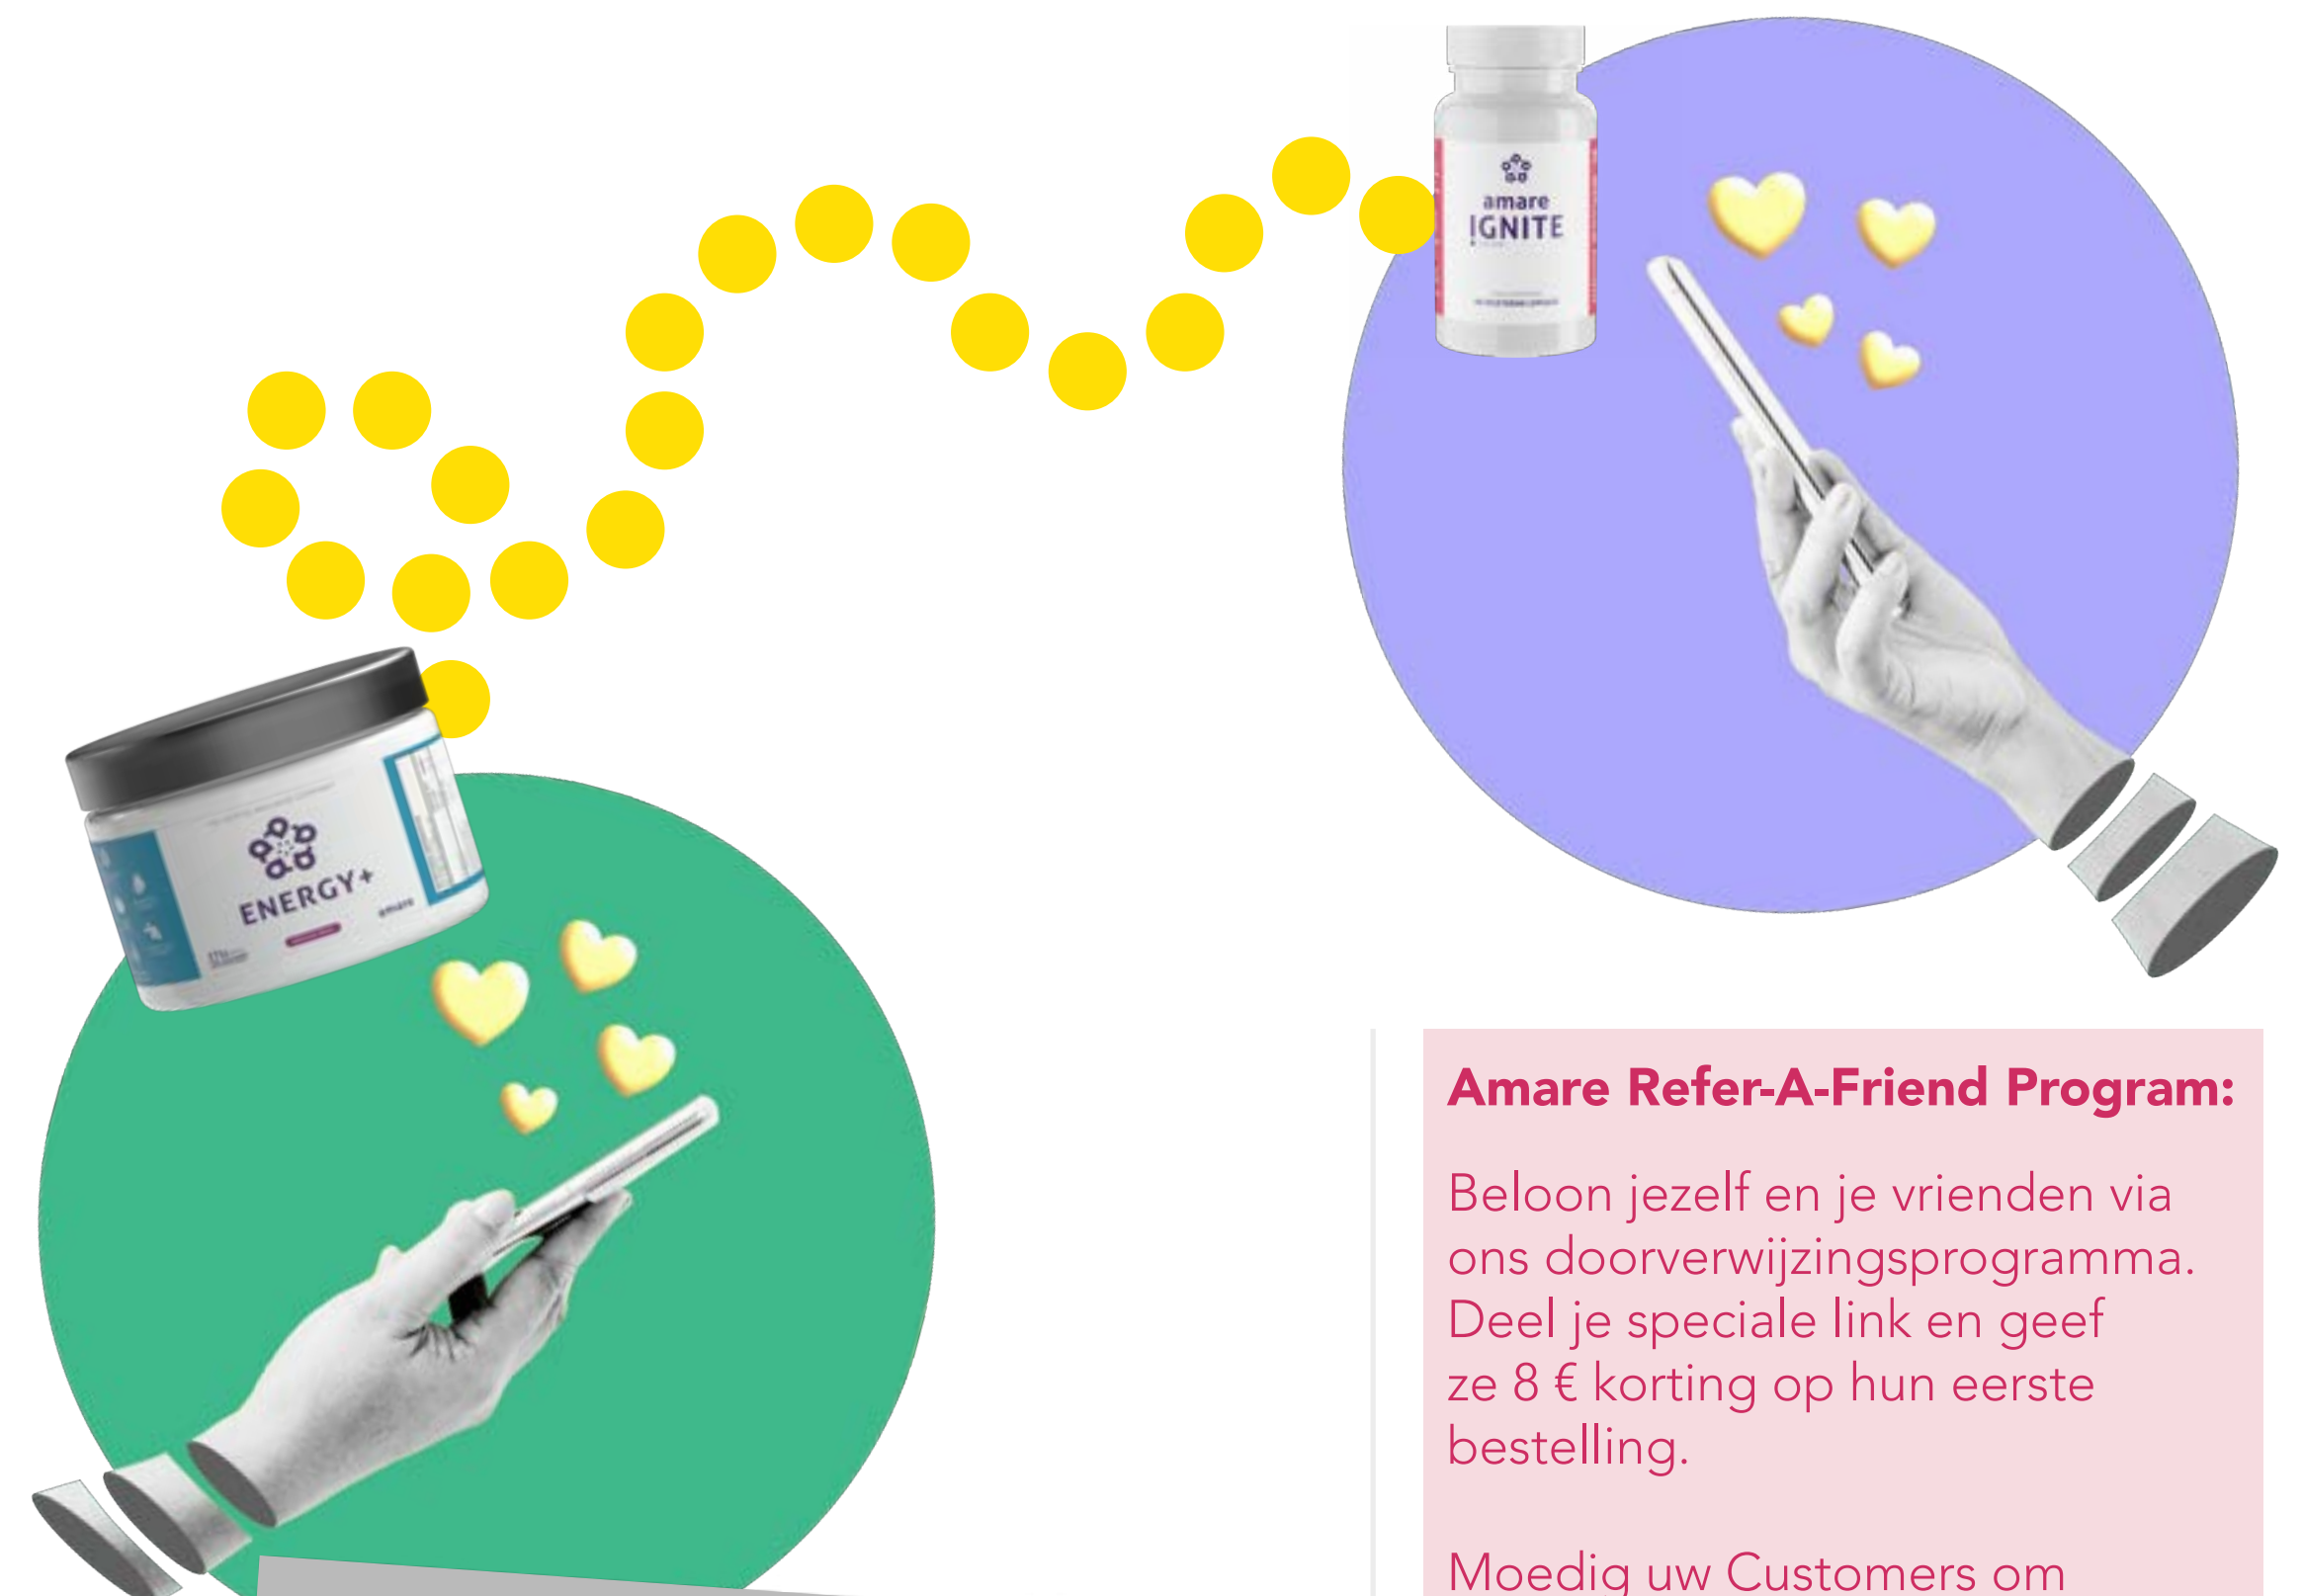 amare
IGNITE
ENERGY+
amare
Amare Refer-A-Friend Program:
Beloon jezelf en je vrienden via
ons doorverwijzingsprogramma.
Deel je speciale link en geef
ze 8 € korting op hun eerste
bestelling.
Moedig uw Customers om